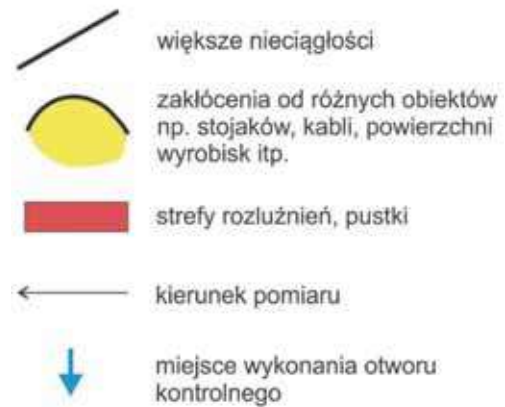 większe nieciągłości
zakłócenia od różnych obiektów
np. stojaków, kabli, powierzchni
wyrobisk itp.
strefy rozluźnień, pustki
kierunek pomiaru
miejsce wykonania otworu
kontrolnego